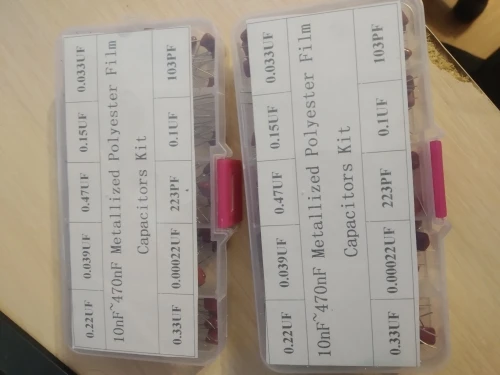 0.22UF 0.039UF 0.47UF 0.15UF 0.033UF
10nF~470nF Metallized Polyester Film
Capacitors Kit
0.33UF 0.00022UF 223PF 0.1UF 103PF
0.22UF 0.039UF 0.47UF 0.15UF 0.033UF
10nF~470nF Metallized Polyester Film
Capacitors Kit
0.33UF 0.00022UF 223PF 0.1UF 103PF